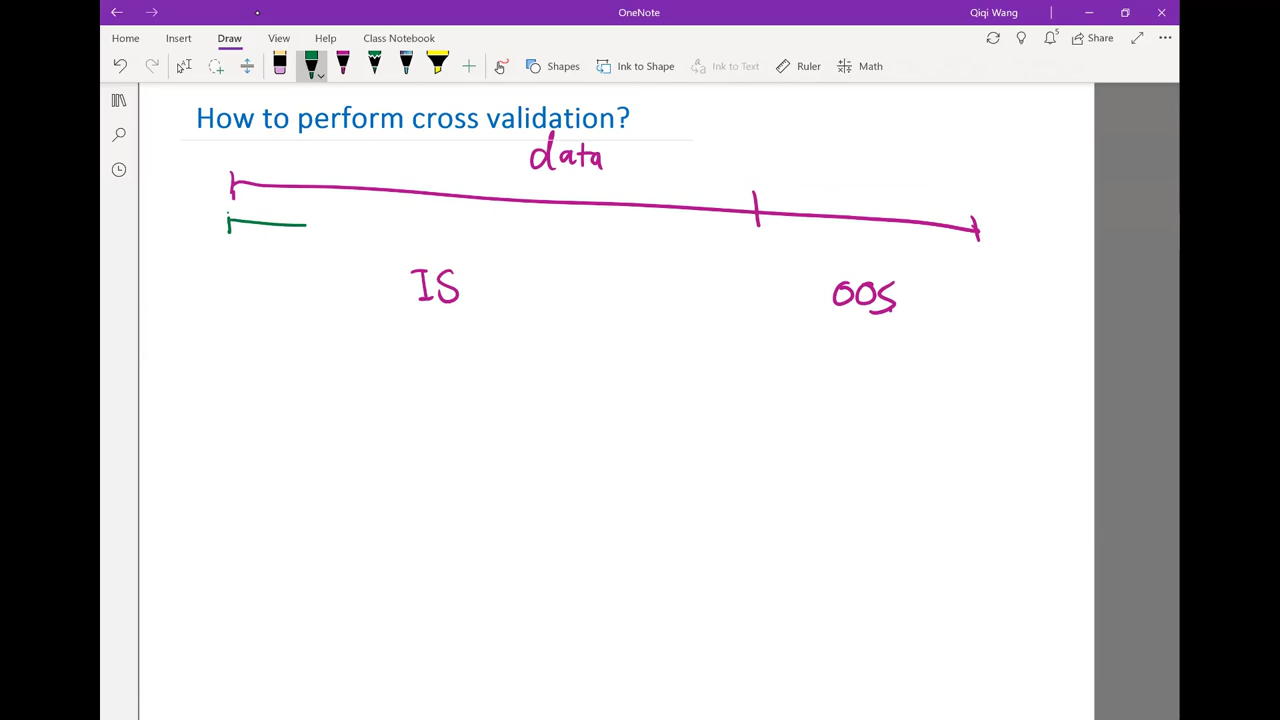 OneNote
Qiqi Wang
Home Insert Draw View Help Class Notebook
5
Share
Shapes Ink to Shape Ink to Text Ruler Math
How to perform cross validation?
data
IS
OOS